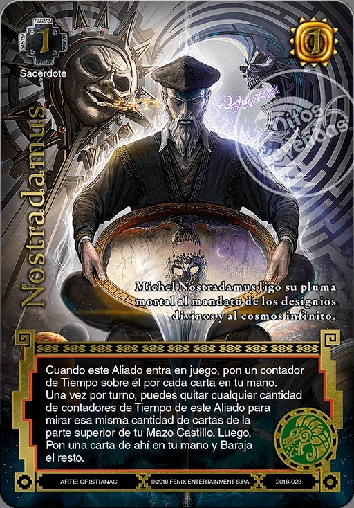 1
1
Sacerdote
Mitos
Leyendas
Nostradamus
Michel Nostradamus ligó su pluma
mortal al mandato de los designios
divinos y al cosmos infinito.
Cuando este Aliado entra en juego, pon un contador
de Tiempo sobre él por cada carta en tu mano.
Una vez por turno, puedes quitar cualquier cantidad
de contadores de Tiempo de este Aliado para
mirar esa misma cantidad de cartas de la
parte superior de tu Mazo Castillo. Luego,
Pon una carta de ahí en tu mano y Baraja
el resto.
ARTE: CRISTIANAC
©2018 FENIX ENTERTAINMENT S.P.A.
2018-023